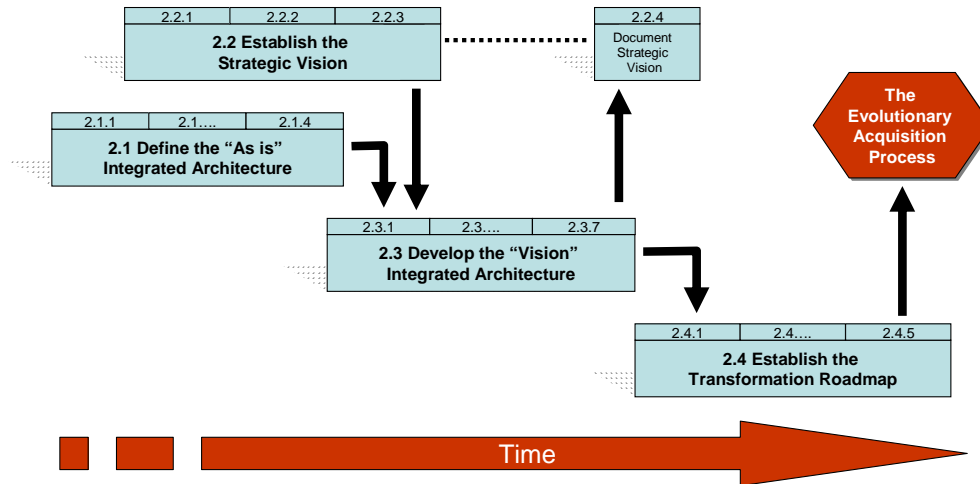 2.2.1 2.2.2 2.2.3
2.2 Establish the
Strategic Vision
2.2.4
Document
Strategic
Vision
The
Evolutionary
Acquisition
Process
2.1.1 2.1.... 2.1.4
2.1 Define the “As is”
Integrated Architecture
2.3.1 2.3.... 2.3.7
2.3 Develop the “Vision”
Integrated Architecture
2.4.1 2.4.... 2.4.5
2.4 Establish the
Transformation Roadmap
Time